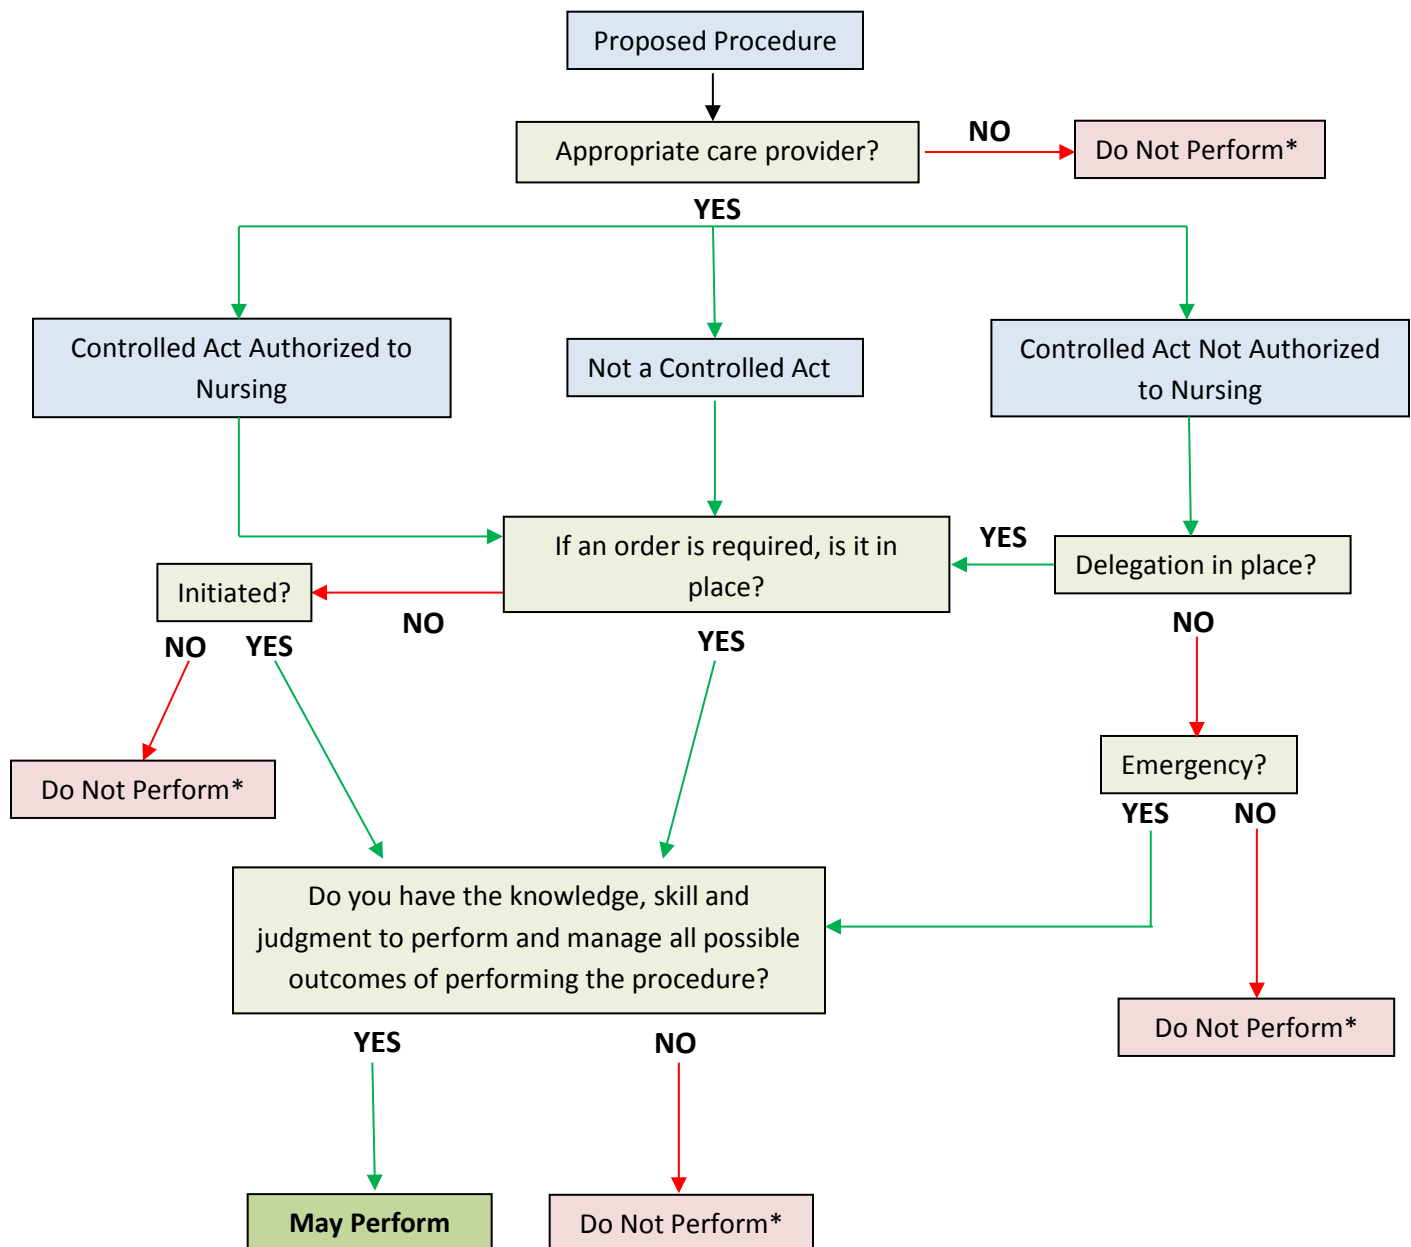 Proposed Procedure
Appropriate care provider?
NO
Do Not Perform*
YES
Controlled Act Authorized to
Nursing
Not a Controlled Act
Controlled Act Not Authorized
to Nursing
If an order is required, is it in
place?
YES
Delegation in place?
Initiated?
NO
NO
YES
YES
NO
Do Not Perform*
Emergency?
YES
NO
Do you have the knowledge, skill and
judgment to perform and manage all possible
outcomes of performing the procedure?
Do Not Perform*
YES
NO
May Perform
Do Not Perform*